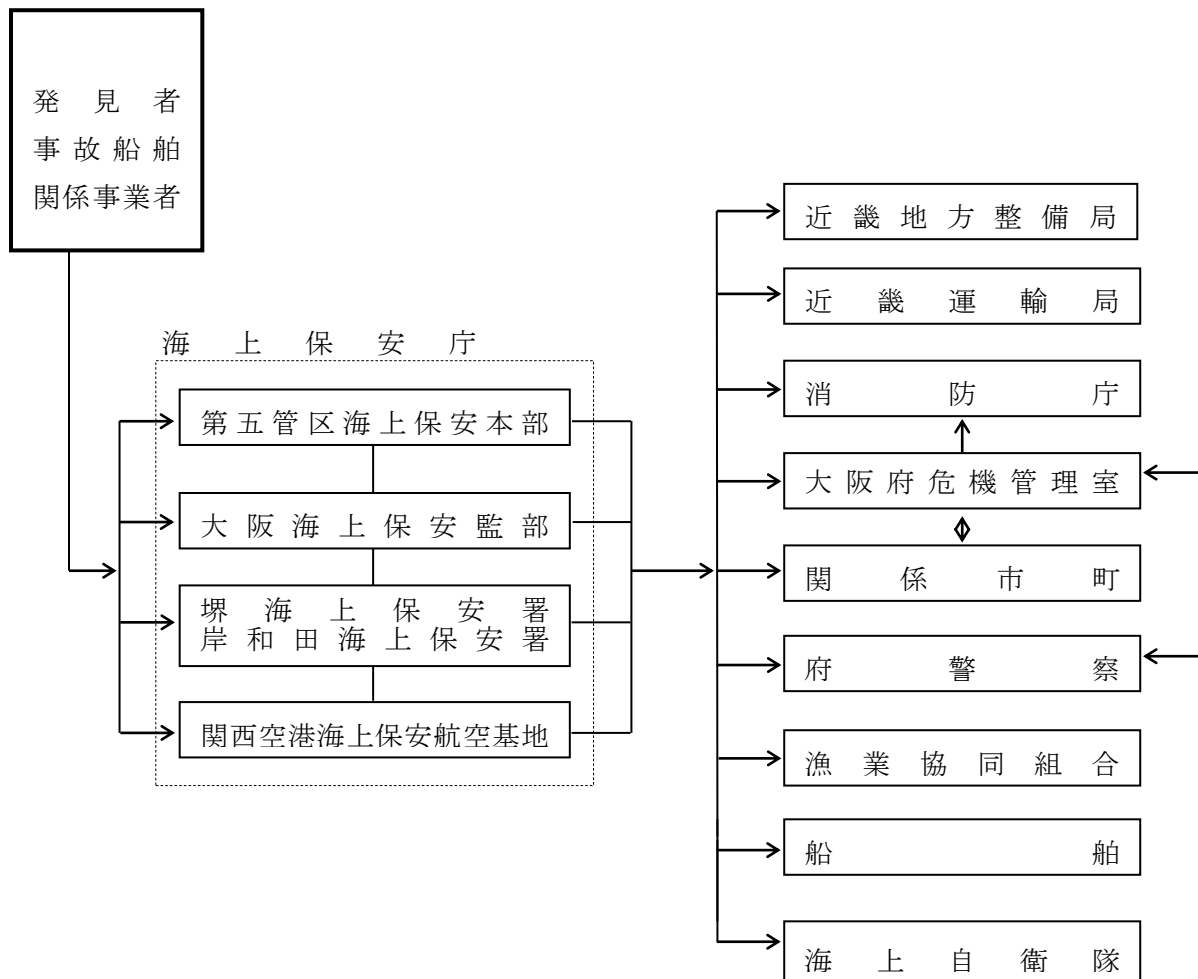 発見者
事故船舶
関係事業者
海上保安庁
第五管区海上保安本部
大阪海上保安監部
堺海上保安署
岸和田海上保安署
関西空港海上保安航空基地
近畿地方整備局
近畿運輸局
消防庁
大阪府危機管理室
関係市町
府警察
漁業協同組合
船舶
海上自衛隊